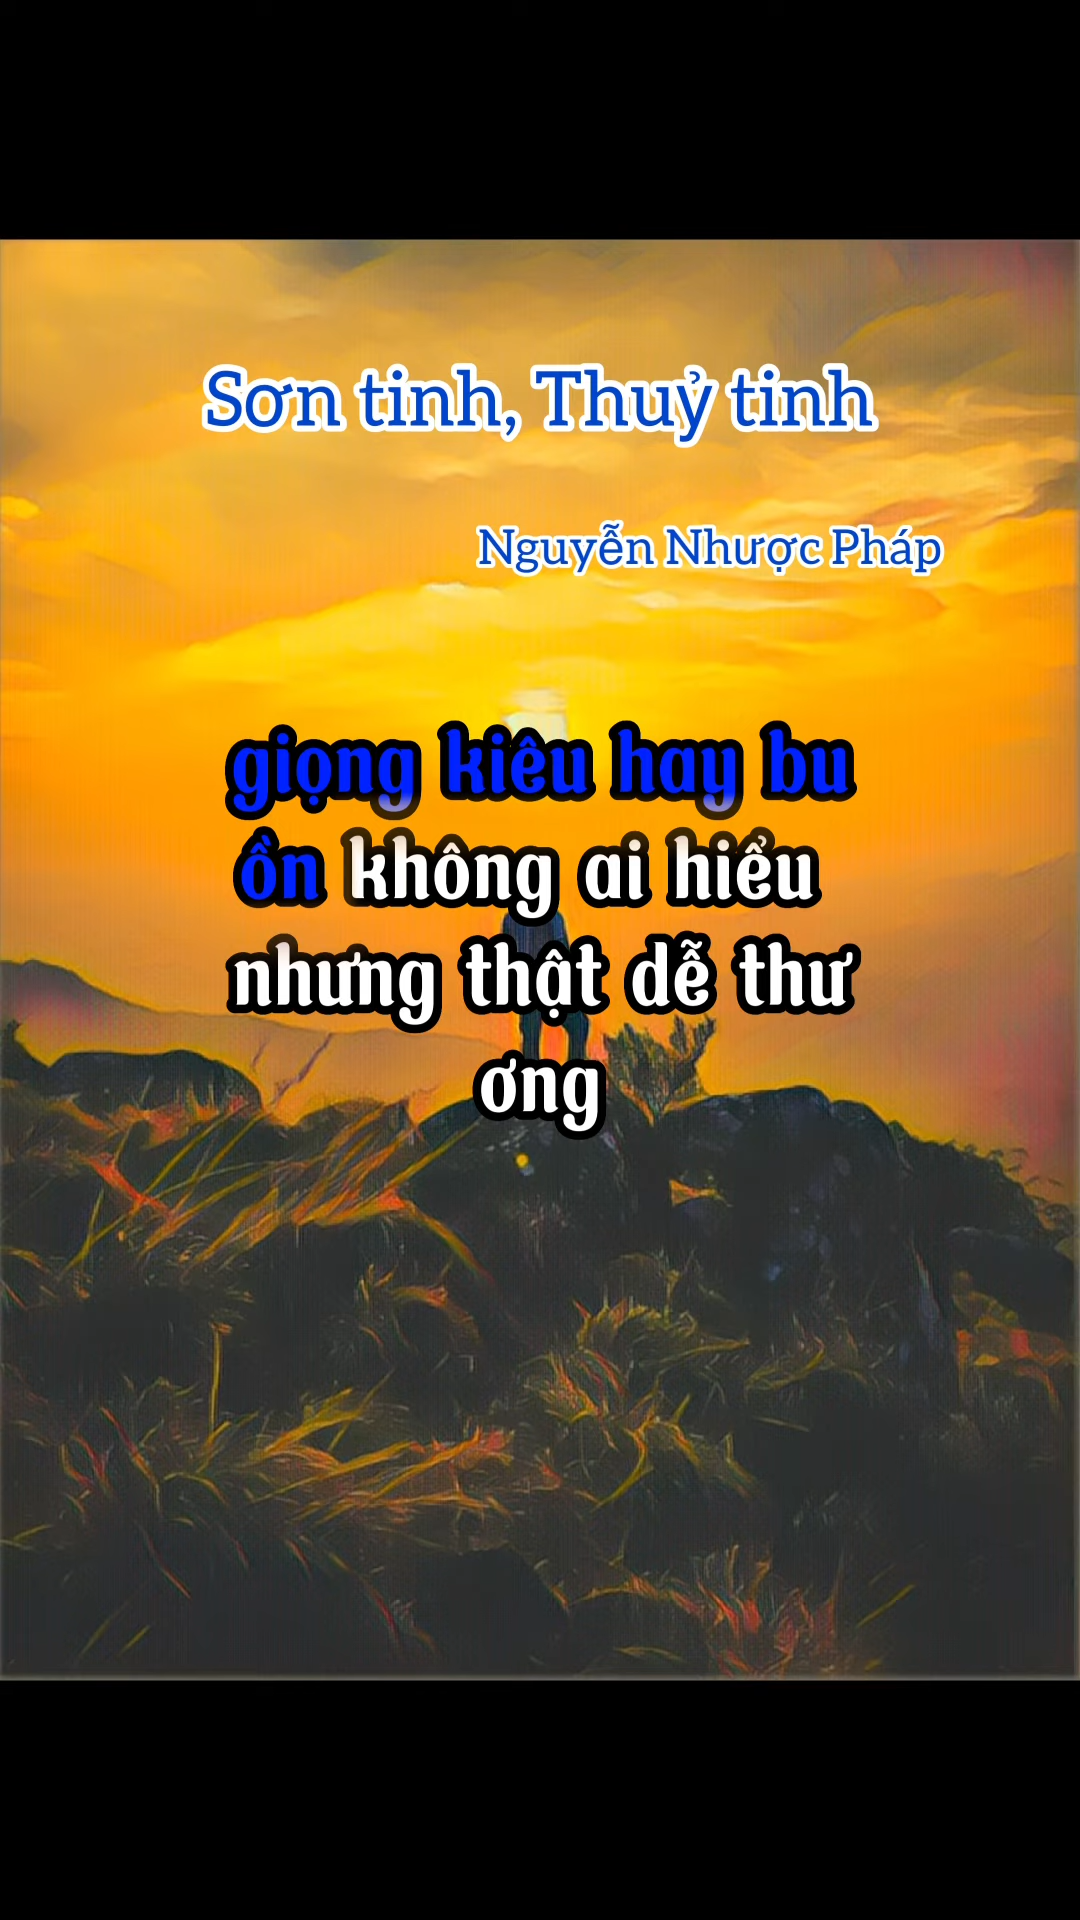 Sơn tinh, Thuỷ tinh
Nguyễn Nhược Pháp
giọng kiêu hay bu
ồn không ai hiểu
nhưng thật dễ thư
ơng